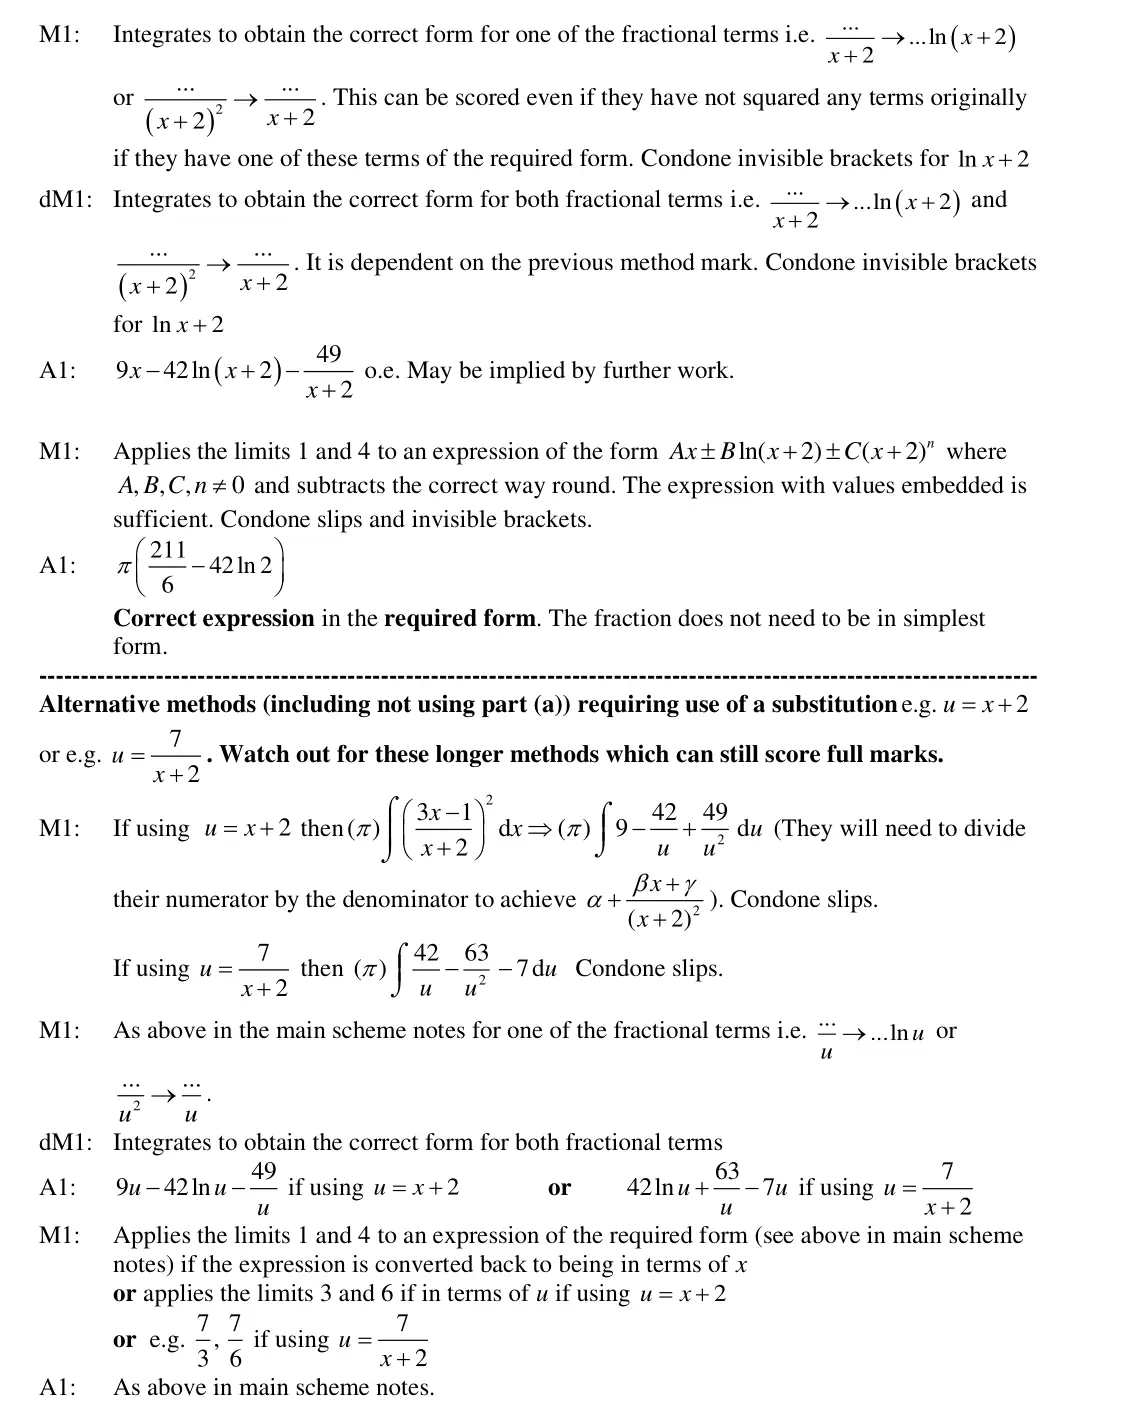 M1: Integrates to obtain the correct form for one of the fractional terms i.e. .../(x+2) → ...ln(x+2)
or .../(x+2)² → .../(x+2). This can be scored even if they have not squared any terms originally
if they have one of these terms of the required form. Condone invisible brackets for ln x+2
dM1: Integrates to obtain the correct form for both fractional terms i.e. .../(x+2) → ...ln(x+2) and
.../(x+2)² → .../(x+2). It is dependent on the previous method mark. Condone invisible brackets
for ln x+2
A1: 9x−42ln(x+2)−49/(x+2) o.e. May be implied by further work.
M1: Applies the limits 1 and 4 to an expression of the form Ax±Bln(x+2)±C(x+2)ⁿ where
A,B,C,n≠0 and subtracts the correct way round. The expression with values embedded is
sufficient. Condone slips and invisible brackets.
A1: π(211/6−42ln2)
Correct expression in the required form. The fraction does not need to be in simplest
form.
Alternative methods (including not using part (a)) requiring use of a substitution e.g. u=x+2
or e.g. u=7/(x+2). Watch out for these longer methods which can still score full marks.
M1: If using u=x+2 then (π)∫((3x−1)/(x+2))² dx⇒(π)∫9−42/u+49/u² du (They will need to divide
their numerator by the denominator to achieve α+(βx+γ)/(x+2)²). Condone slips.
If using u=7/(x+2) then (π)∫42/u−63/u²−7du Condone slips.
M1: As above in the main scheme notes for one of the fractional terms i.e. .../u → ...ln u or
.../u² → .../u.
dM1: Integrates to obtain the correct form for both fractional terms
A1: 9u−42ln u−49/u if using u=x+2 or 42ln u+63/u−7u if using u=7/(x+2)
M1: Applies the limits 1 and 4 to an expression of the required form (see above in main scheme
notes) if the expression is converted back to being in terms of x
or applies the limits 3 and 6 if in terms of u if using u=x+2
or e.g. 7/3, 7/6 if using u=7/(x+2)
A1: As above in main scheme notes.